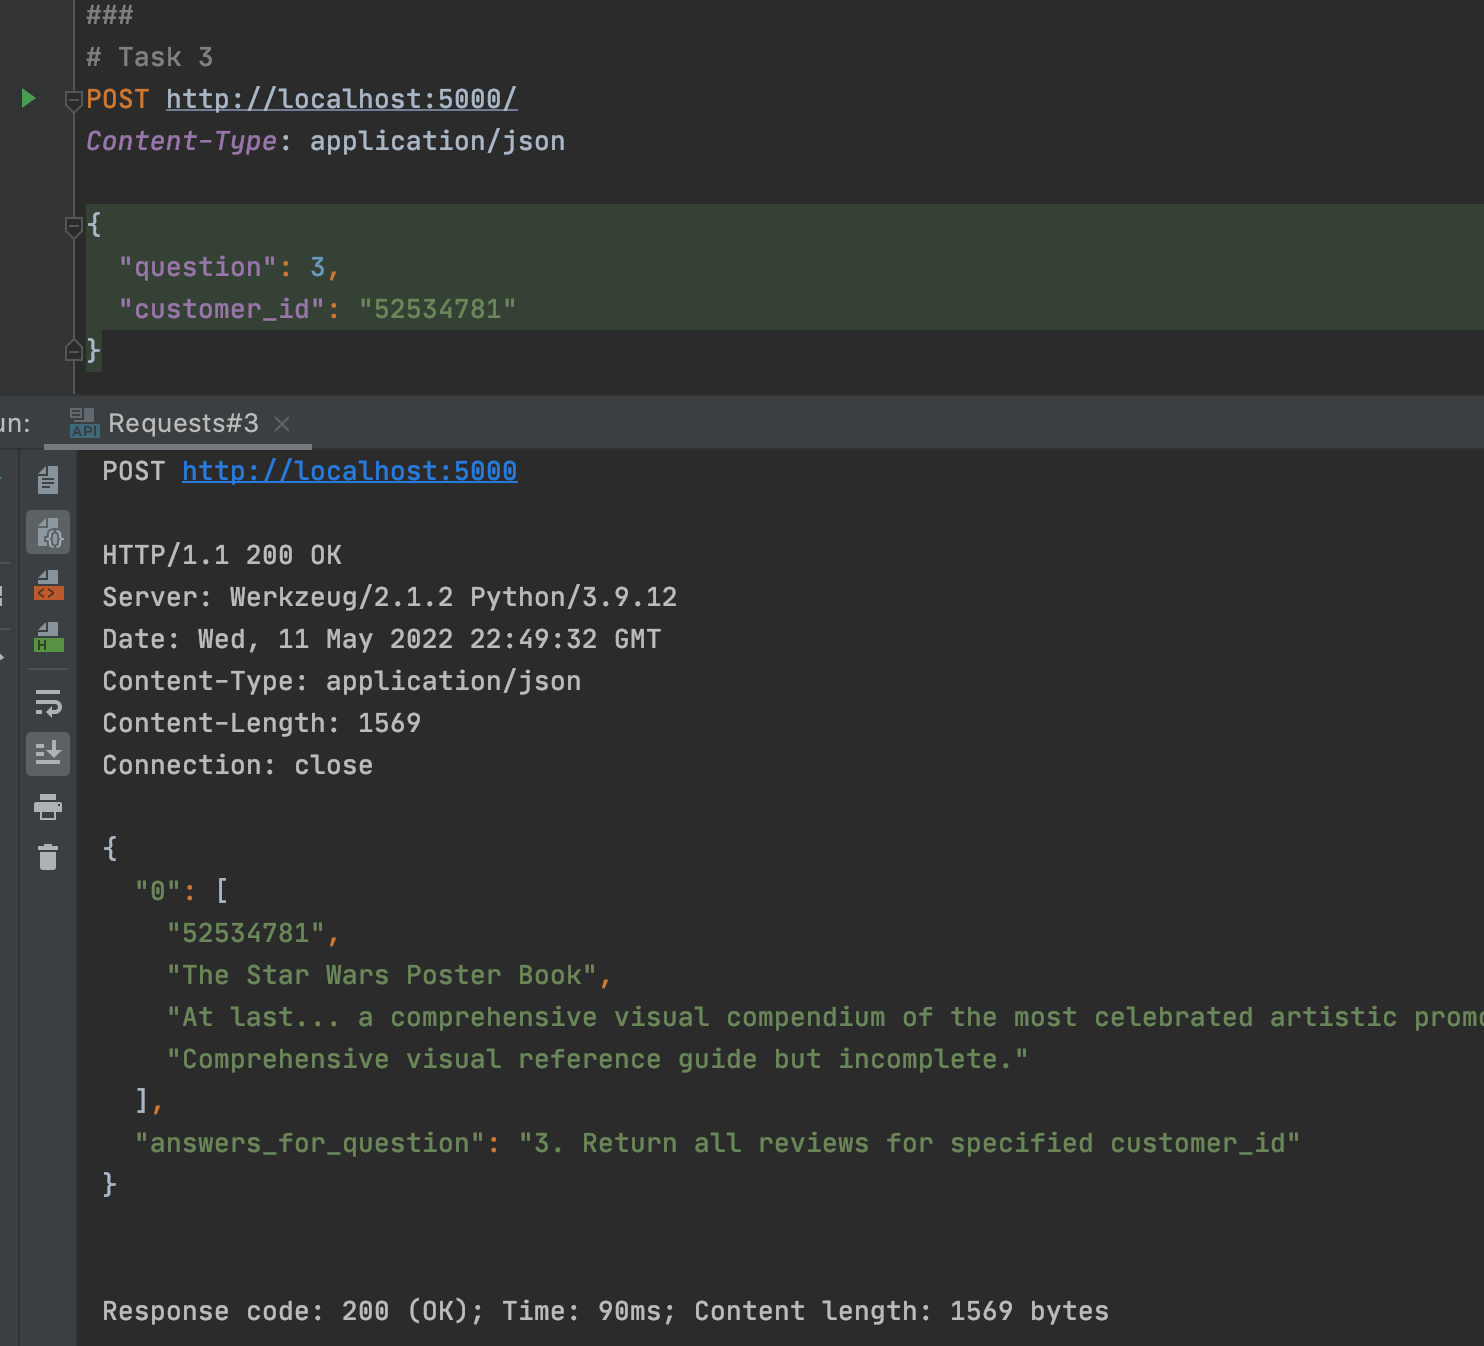 ###
# Task 3
POST http://localhost:5000/
Content-Type: application/json
{
"question": 3,
"customer_id": "52534781"
}
un: Requests#3
API
POST http://localhost:5000
HTTP/1.1 200 OK
Server: Werkzeug/2.1.2 Python/3.9.12
Date: Wed, 11 May 2022 22:49:32 GMT
Content-Type: application/json
Content-Length: 1569
Connection: close
{
"0": [
"52534781",
"The Star Wars Poster Book",
"At last... a comprehensive visual compendium of the most celebrated artistic promo
"Comprehensive visual reference guide but incomplete."
],
"answers_for_question": "3. Return all reviews for specified customer_id"
}
Response code: 200 (OK); Time: 90ms; Content length: 1569 bytes